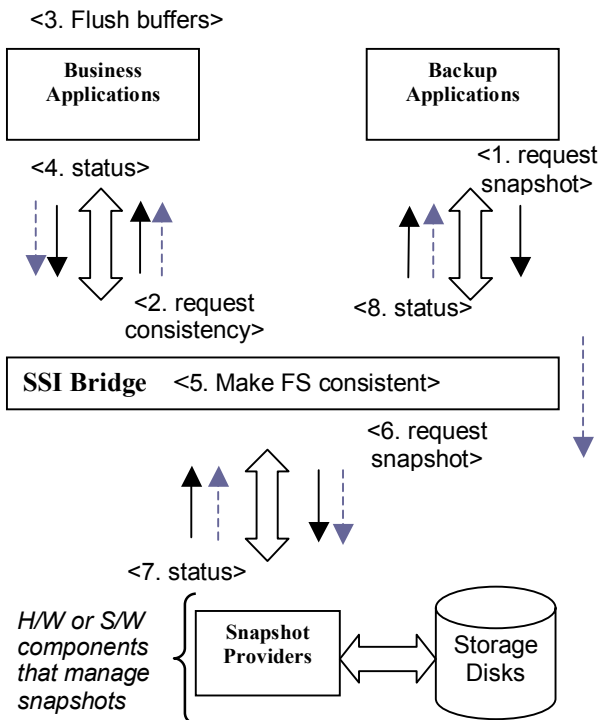 <3. Flush buffers>
Business
Applications
Backup
Applications
<4. status>
<1. request
snapshot>
<2. request
consistency>
<8. status>
SSI Bridge <5. Make FS consistent>
<6. request
snapshot>
<7. status>
H/W or S/W
components
that manage
snapshots
Snapshot
Providers
Storage
Disks